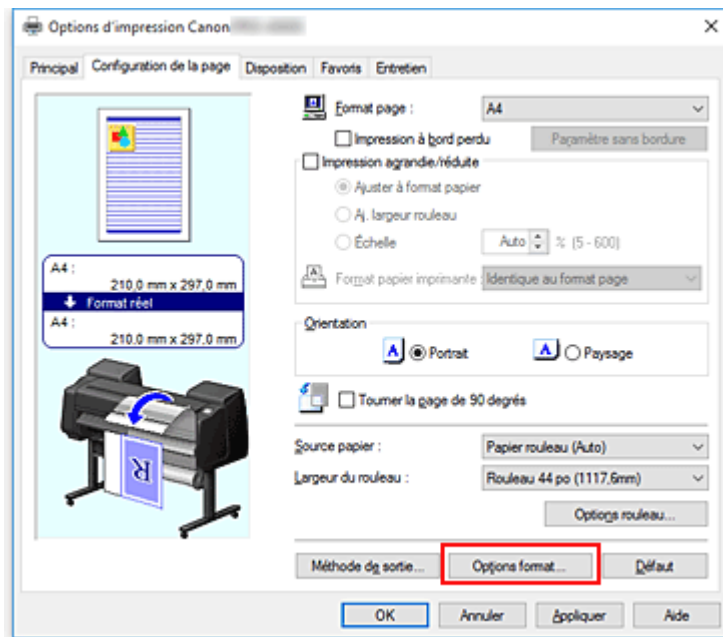 Options d'impression Canon
Principal Configuration de la page Disposition Favoris Entretien
Format page : A4
Impression à bord perdu Paramètre sans bordure
Impression agrandie/réduite
Ajuster à format papier
Aj. largeur rouleau
Échelle Auto % (5 - 600)
Format papier imprimante : Identique au format page
A4 :
210,0 mm x 297,0 mm
Format réel
A4 :
210,0 mm x 297,0 mm
Orientation
A Portrait A Paysage
Tourner la page de 90 degrés
Source papier : Papier rouleau (Auto)
Largeur du rouleau : Rouleau 44 po (1117,6mm)
Options rouleau...
R
Méthode de sortie... Options format... Défaut
OK Annuler Appliquer Aide